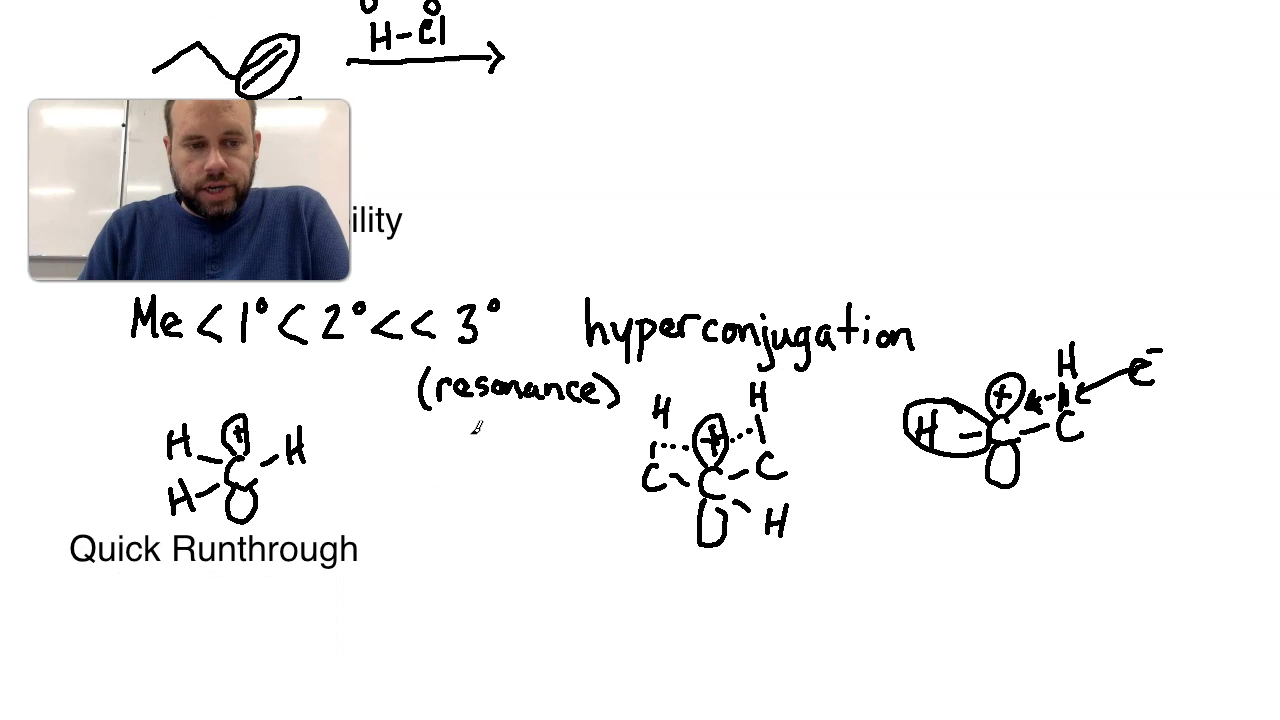 H-Cl
ility
Me < 1° < 2° << 3° hyperconjugation
(resonance)
H H H e⁻
H + H + H + C
H C C C C C
H H
Quick Runthrough